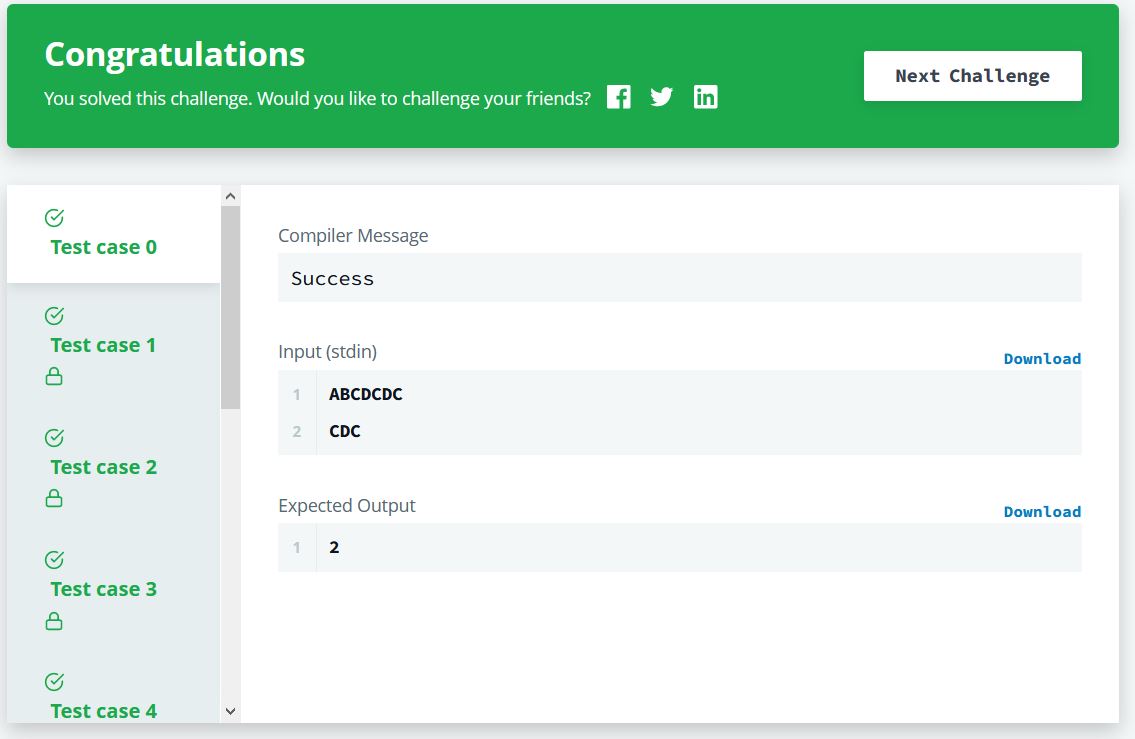 Congratulations
You solved this challenge. Would you like to challenge your friends?
Next Challenge
Test case 0
Test case 1
Test case 2
Test case 3
Test case 4
Compiler Message
Success
Input (stdin)
Download
1 ABCDCDC
2 CDC
Expected Output
Download
1 2